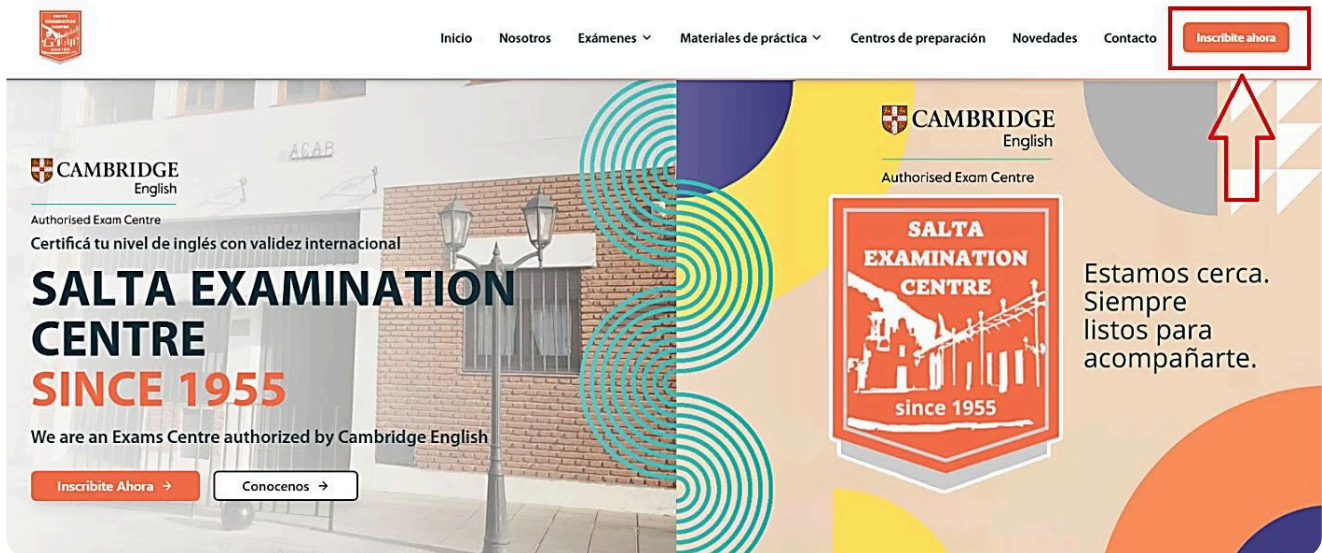 SALTA
EXAMINATION
CENTRE
Inicio Nosotros Exámenes Materiales de práctica Centros de preparación Novedades Contacto Inscribite ahora
ACAB
CAMBRIDGE
English
Authorised Exam Centre
Certificá tu nivel de inglés con validez internacional
SALTA EXAMINATION
CENTRE
SINCE 1955
We are an Exams Centre authorized by Cambridge English
Inscribite Ahora → Conocenos →
CAMBRIDGE
English
Authorised Exam Centre
SALTA
EXAMINATION
CENTRE
since 1955
Estamos cerca.
Siempre
listos para
acompañarte.